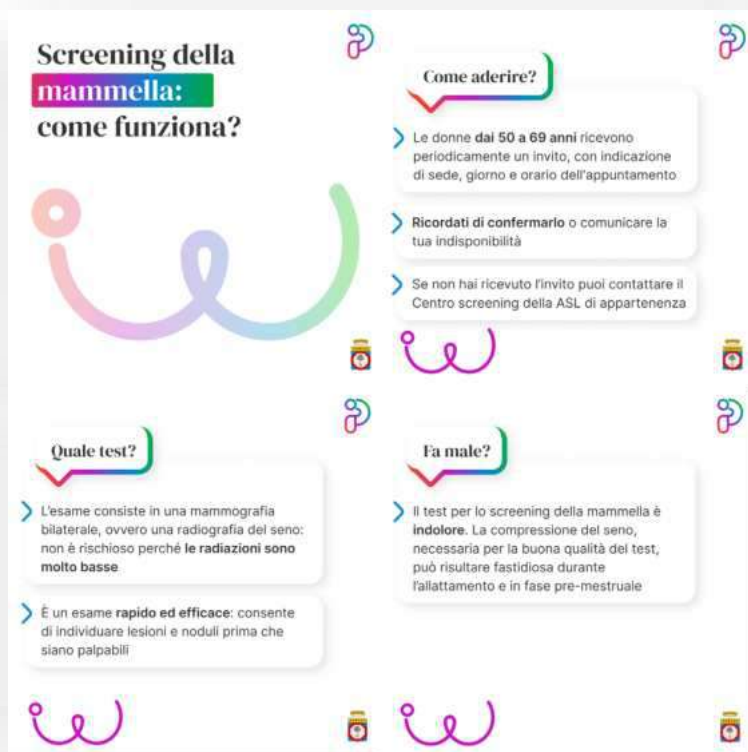 Screening della
mammella:
come funziona?
Come aderire?
Le donne dai 50 a 69 anni ricevono
periodicamente un invito, con indicazione
di sede, giorno e orario dell'appuntamento
Ricordati di confermarlo o comunicare la
tua indisponibilità
Se non hai ricevuto l'invito puoi contattare il
Centro screening della ASL di appartenenza
Quale test?
L'esame consiste in una mammografia
bilaterale, ovvero una radiografia del seno:
non è rischioso perché le radiazioni sono
molto basse
È un esame rapido ed efficace: consente
di individuare lesioni e noduli prima che
siano palpabili
Fa male?
Il test per lo screening della mammella è
indolore. La compressione del seno,
necessaria per la buona qualità del test,
può risultare fastidiosa durante
l'allattamento e in fase pre-mestruale